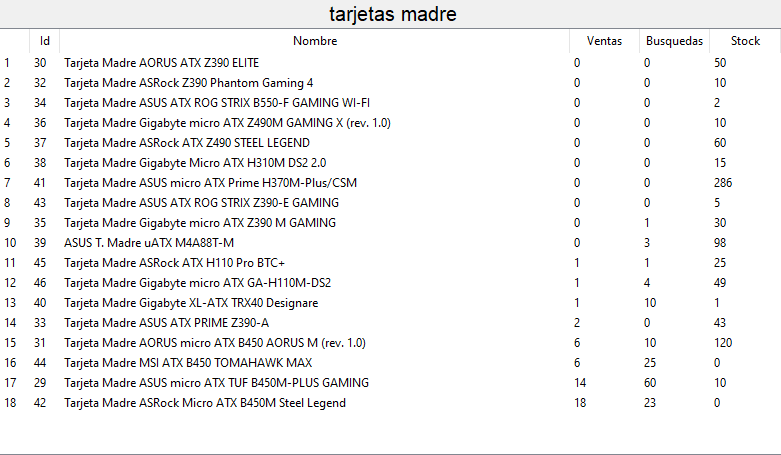 tarjetas madre
Id Nombre Ventas Busquedas Stock
1 30 Tarjeta Madre AORUS ATX Z390 ELITE 0 0 50
2 32 Tarjeta Madre ASRock Z390 Phantom Gaming 4 0 0 10
3 34 Tarjeta Madre ASUS ATX ROG STRIX B550-F GAMING WI-FI 0 0 2
4 36 Tarjeta Madre Gigabyte micro ATX Z490M GAMING X (rev. 1.0) 0 0 10
5 37 Tarjeta Madre ASRock ATX Z490 STEEL LEGEND 0 0 60
6 38 Tarjeta Madre Gigabyte Micro ATX H310M DS2 2.0 0 0 15
7 41 Tarjeta Madre ASUS micro ATX Prime H370M-Plus/CSM 0 0 286
8 43 Tarjeta Madre ASUS ATX ROG STRIX Z390-E GAMING 0 0 5
9 35 Tarjeta Madre Gigabyte micro ATX Z390 M GAMING 0 1 30
10 39 ASUS T. Madre uATX M4A88T-M 0 3 98
11 45 Tarjeta Madre ASRock ATX H110 Pro BTC+ 1 1 25
12 46 Tarjeta Madre Gigabyte micro ATX GA-H110M-DS2 1 4 49
13 40 Tarjeta Madre Gigabyte XL-ATX TRX40 Designare 1 10 1
14 33 Tarjeta Madre ASUS ATX PRIME Z390-A 2 0 43
15 31 Tarjeta Madre AORUS micro ATX B450 AORUS M (rev. 1.0) 6 10 120
16 44 Tarjeta Madre MSI ATX B450 TOMAHAWK MAX 6 25 0
17 29 Tarjeta Madre ASUS micro ATX TUF B450M-PLUS GAMING 14 60 10
18 42 Tarjeta Madre ASRock Micro ATX B450M Steel Legend 18 23 0